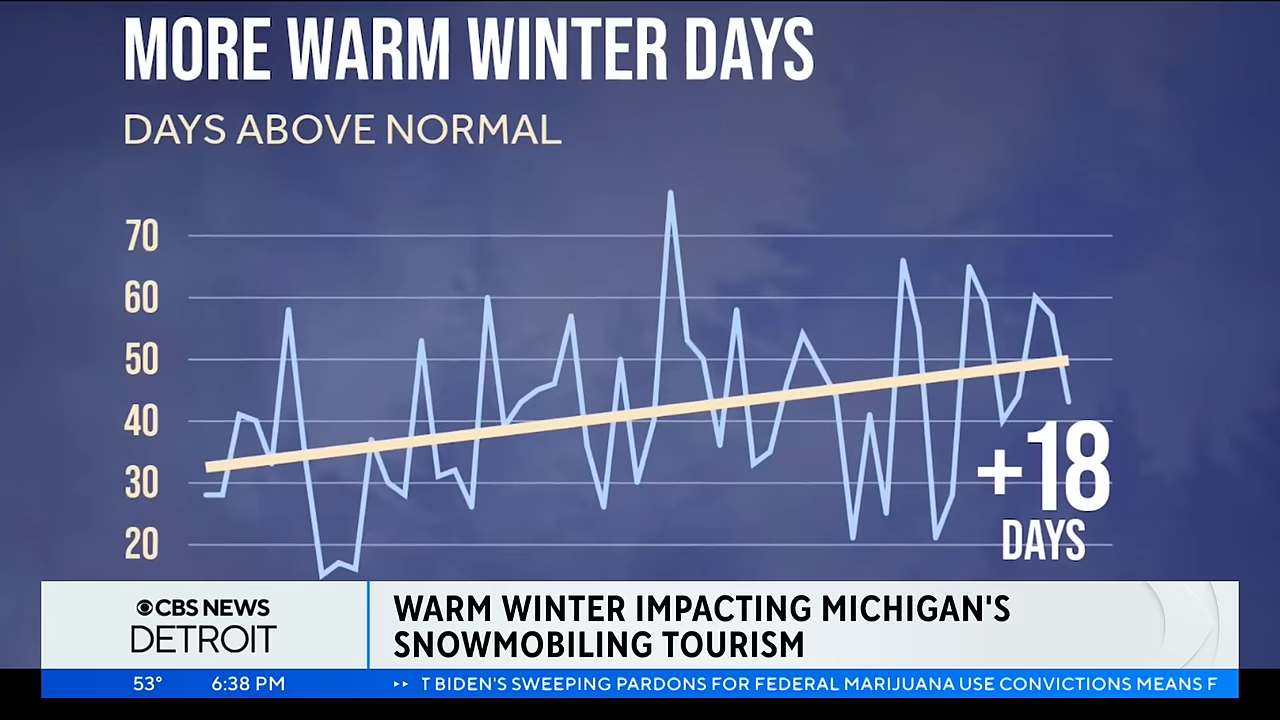 MORE WARM WINTER DAYS
DAYS ABOVE NORMAL
70
60
50
40
30
20
+18
DAYS
CBS NEWS
DETROIT
WARM WINTER IMPACTING MICHIGAN'S
SNOWMOBILING TOURISM
53° 6:38 PM T BIDEN'S SWEEPING PARDONS FOR FEDERAL MARIJUANA USE CONVICTIONS MEANS F